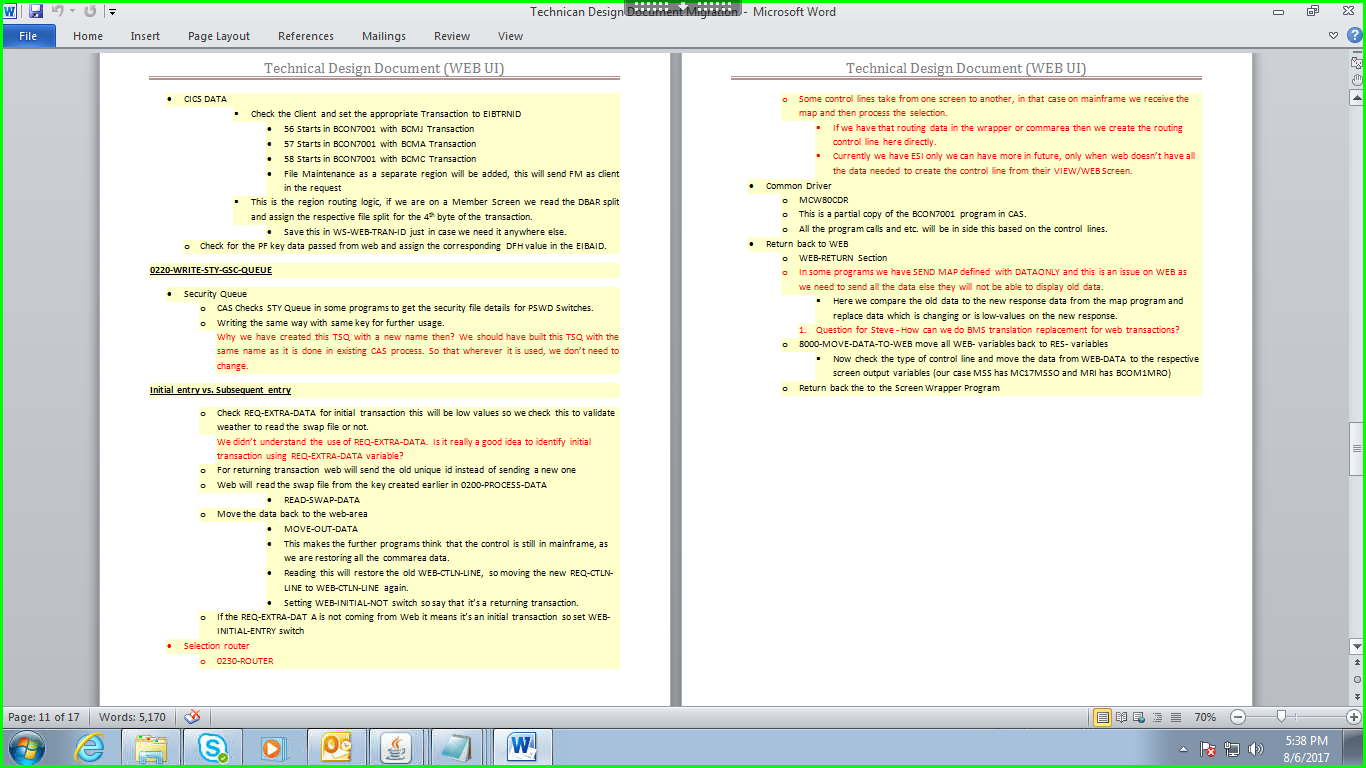 Technican Design Document Migration - Microsoft Word
File Home Insert Page Layout References Mailings Review View
Technical Design Document (WEB UI)
• CICS DATA
▪ Check the Client and set the appropriate Transaction to EIBTRNID
• 56 Starts in BCON7001 with BCMJ Transaction
• 57 Starts in BCON7001 with BCMA Transaction
• 58 Starts in BCON7001 with BCMC Transaction
• File Maintenance as a separate region will be added, this will send FM as client
in the request
▪ This is the region routing logic, if we are on a Member Screen we read the DBAR split
and assign the respective file split for the 4th byte of the transaction.
• Save this in WS-WEB-TRAN-ID just in case we need it anywhere else.
o Check for the PF key data passed from web and assign the corresponding DFH value in the EIBAID.
0220-WRITE-STY-GSC-QUEUE
• Security Queue
o CAS Checks STY Queue in some programs to get the security file details for PSWD Switches.
o Writing the same way with same key for further usage.
Why we have created this TSQ with a new name then? We should have built this TSQ with the
same name as it is done in existing CAS process. So that wherever it is used, we don't need to
change.
Initial entry vs. Subsequent entry
o Check REQ-EXTRA-DATA for initial transaction this will be low values so we check this to validate
weather to read the swap file or not.
We didn't understand the use of REQ-EXTRA-DATA. Is it really a good idea to identify initial
transaction using REQ-EXTRA-DATA variable?
o For returning transaction web will send the old unique id instead of sending a new one
o Web will read the swap file from the key created earlier in 0200-PROCESS-DATA
• READ-SWAP-DATA
o Move the data back to the web-area
• MOVE-OUT-DATA
• This makes the further programs think that the control is still in mainframe, as
we are restoring all the commarea data.
• Reading this will restore the old WEB-CTLN-LINE, so moving the new REQ-CTLN-
LINE to WEB-CTLN-LINE again.
• Setting WEB-INITIAL-NOT switch so say that it's a returning transaction.
o If the REQ-EXTRA-DAT A is not coming from Web it means it's an initial transaction so set WEB-
INITIAL-ENTRY switch
• Selection router
o 0230-ROUTER
Technical Design Document (WEB UI)
o Some control lines take from one screen to another, in that case on mainframe we receive the
map and then process the selection.
▪ If we have that routing data in the wrapper or commarea then we create the routing
control line here directly.
▪ Currently we have ESI only we can have more in future, only when web doesn't have all
the data needed to create the control line from their VIEW/WEB Screen.
• Common Driver
o MCW80CDR
o This is a partial copy of the BCON7001 program in CAS.
o All the program calls and etc. will be in side this based on the control lines.
• Return back to WEB
o WEB-RETURN Section
o In some programs we have SEND MAP defined with DATAONLY and this is an issue on WEB as
we need to send all the data else they will not be able to display old data.
▪ Here we compare the old data to the new response data from the map program and
replace data which is changing or is low-values on the new response.
1. Question for Steve - How can we do BMS translation replacement for web transactions?
o 8000-MOVE-DATA-TO-WEB move all WEB- variables back to RES- variables
▪ Now check the type of control line and move the data from WEB-DATA to the respective
screen output variables (our case MSS has MC17MSSO and MRI has BCOM1MRO)
o Return back the to the Screen Wrapper Program
Page: 11 of 17 Words: 5,170 70%
5:38 PM
8/6/2017